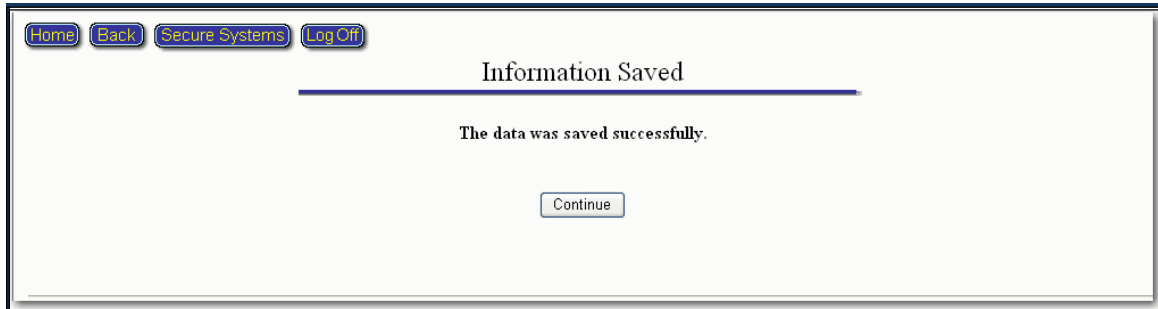 Home Back Secure Systems Log Off
Information Saved
The data was saved successfully.
Continue